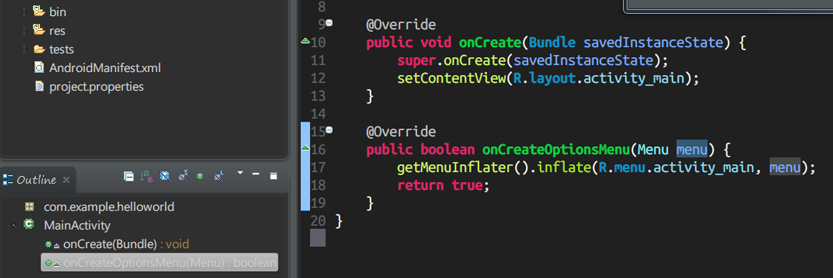 bin
res
tests
AndroidManifest.xml
project.properties
Outline
com.example.helloworld
MainActivity
onCreate(Bundle) : void
onCreateOptionsMenu(Menu) : boolean
8
9 @Override
10 public void onCreate(Bundle savedInstanceState) {
11 super.onCreate(savedInstanceState);
12 setContentView(R.layout.activity_main);
13 }
14
15 @Override
16 public boolean onCreateOptionsMenu(Menu menu) {
17 getMenuInflater().inflate(R.menu.activity_main, menu);
18 return true;
19 }
20 }